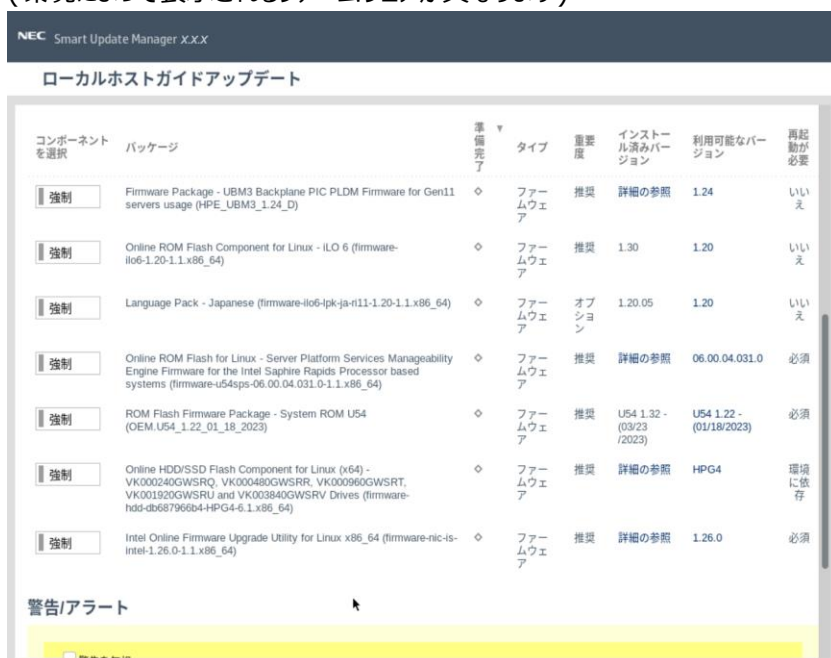 NEC Smart Update Manager X.X.X
ローカルホストガイドアップデート
コンポーネントを選択 パッケージ 準備完了 ▼ タイプ 重要度 インストール済みバージョン 利用可能なバージョン 再起動が必要
強制 Firmware Package - UBM3 Backplane PIC PLDM Firmware for Gen11 servers usage (HPE_UBM3_1.24_D) ファームウェア 推奨 詳細の参照 1.24 いいえ
強制 Online ROM Flash Component for Linux - iLO 6 (firmware-ilo6-1.20-1.1.x86_64) ファームウェア 推奨 1.30 1.20 いいえ
強制 Language Pack - Japanese (firmware-ilo6-lpk-ja-ri11-1.20-1.1.x86_64) ファームウェア オプション 1.20.05 1.20 いいえ
強制 Online ROM Flash for Linux - Server Platform Services Manageability Engine Firmware for the Intel Saphire Rapids Processor based systems (firmware-u54sps-06.00.04.031.0-1.1.x86_64) ファームウェア 推奨 詳細の参照 06.00.04.031.0 必須
強制 ROM Flash Firmware Package - System ROM U54 (OEM.U54_1.22_01_18_2023) ファームウェア 推奨 U54 1.32 - (03/23/2023) U54 1.22 - (01/18/2023) 必須
強制 Online HDD/SSD Flash Component for Linux (x64) - VK000240GWSRQ, VK000480GWSRR, VK000960GWSRT, VK001920GWSRU and VK003840GWSRV Drives (firmware-hdd-db687966b4-HPG4-6.1.x86_64) ファームウェア 推奨 詳細の参照 HPG4 環境に依存
強制 Intel Online Firmware Upgrade Utility for Linux x86_64 (firmware-nic-is-intel-1.26.0-1.1.x86_64) ファームウェア 推奨 詳細の参照 1.26.0 必須
警告/アラート